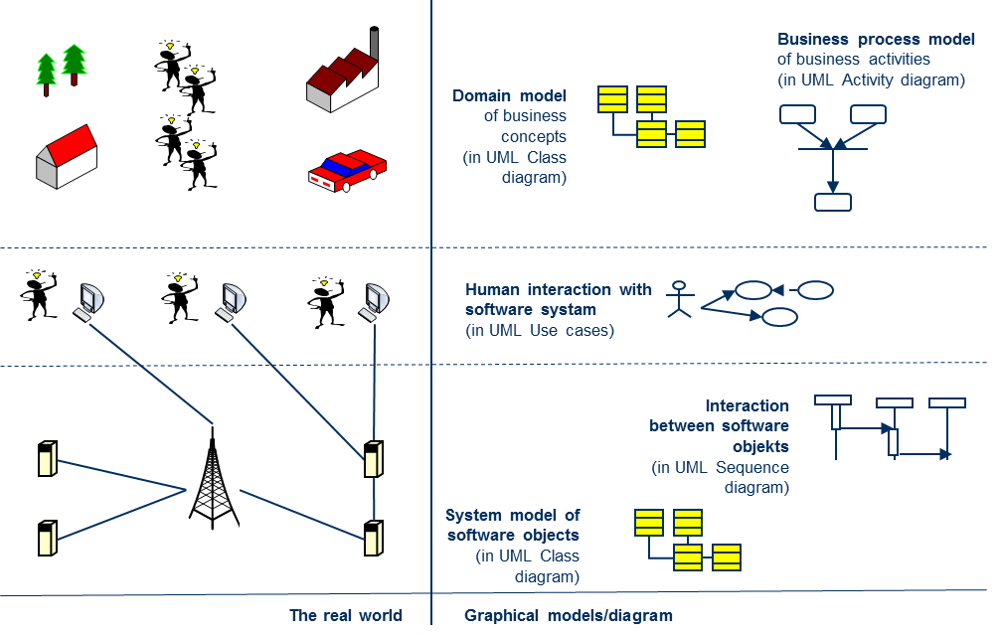 Business process model
of business activities
(in UML Activity diagram)
Domain model
of business
concepts
(in UML Class
diagram)
Human interaction with
software systam
(in UML Use cases)
Interaction
between software
objekts
(in UML Sequence
diagram)
System model of
software objects
(in UML Class
diagram)
The real world
Graphical models/diagram